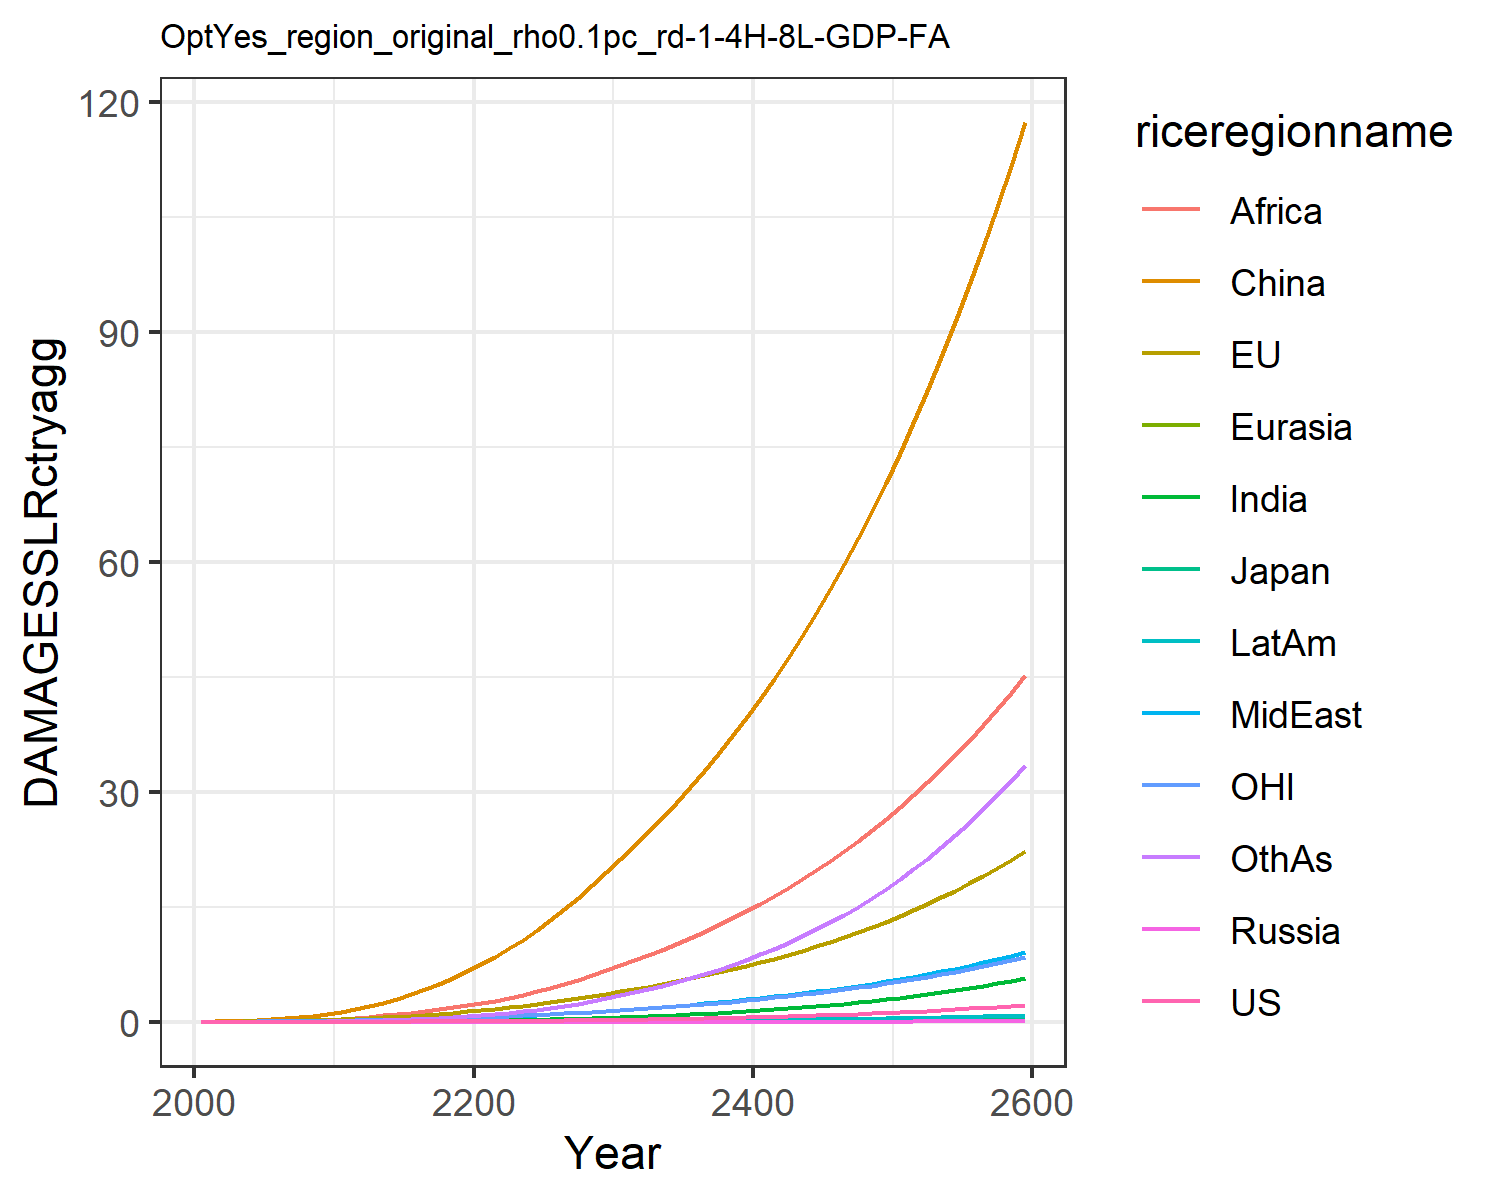 OptYes_region_original_rho0.1pc_rd-1-4H-8L-GDP-FA
120
90
60
30
0
DAMAGESSLRctryagg
2000 2200 2400 2600
Year
riceregionname
Africa
China
EU
Eurasia
India
Japan
LatAm
MidEast
OHI
OthAs
Russia
US